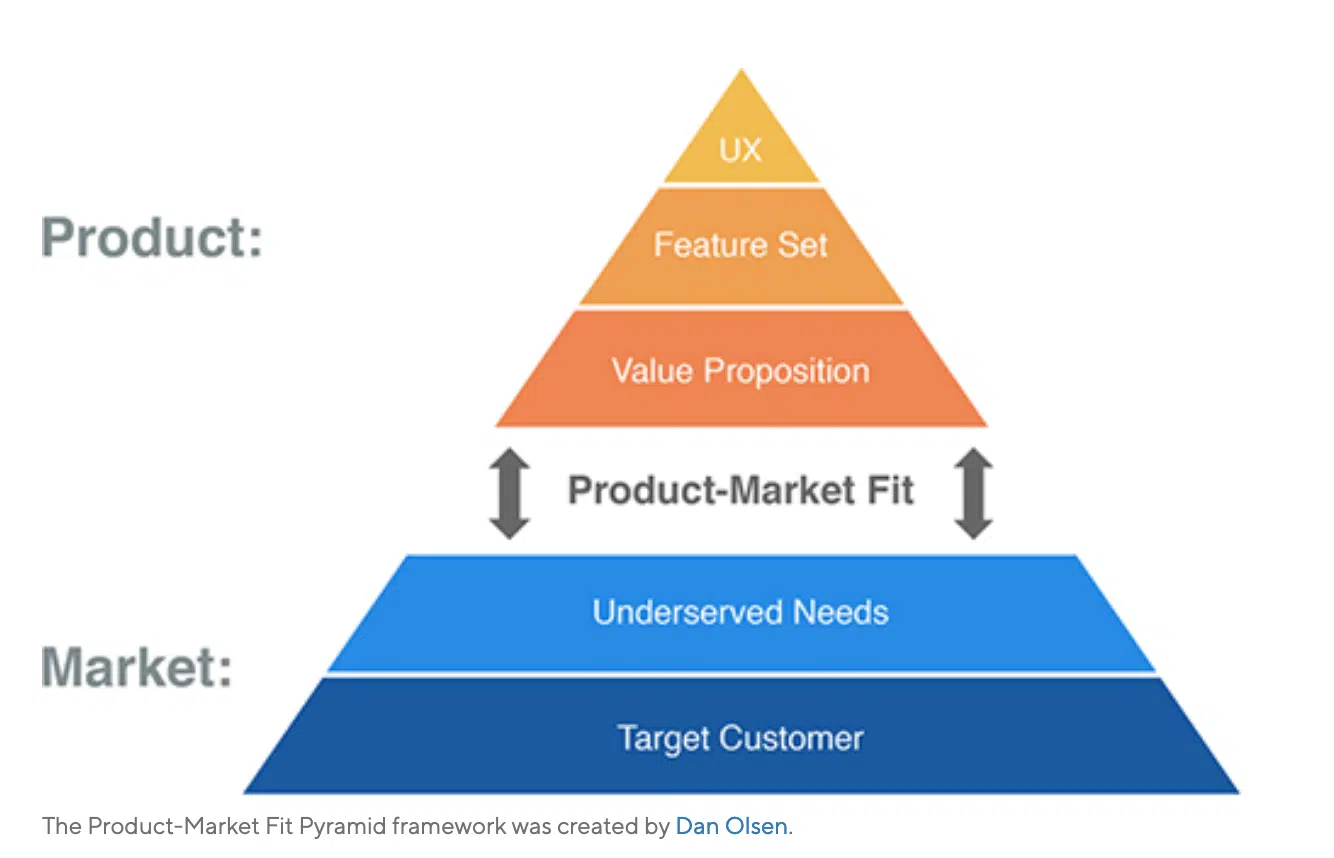 UX
Product:
Feature Set
Value Proposition
Product-Market Fit
Underserved Needs
Market:
Target Customer
The Product-Market Fit Pyramid framework was created by Dan Olsen.